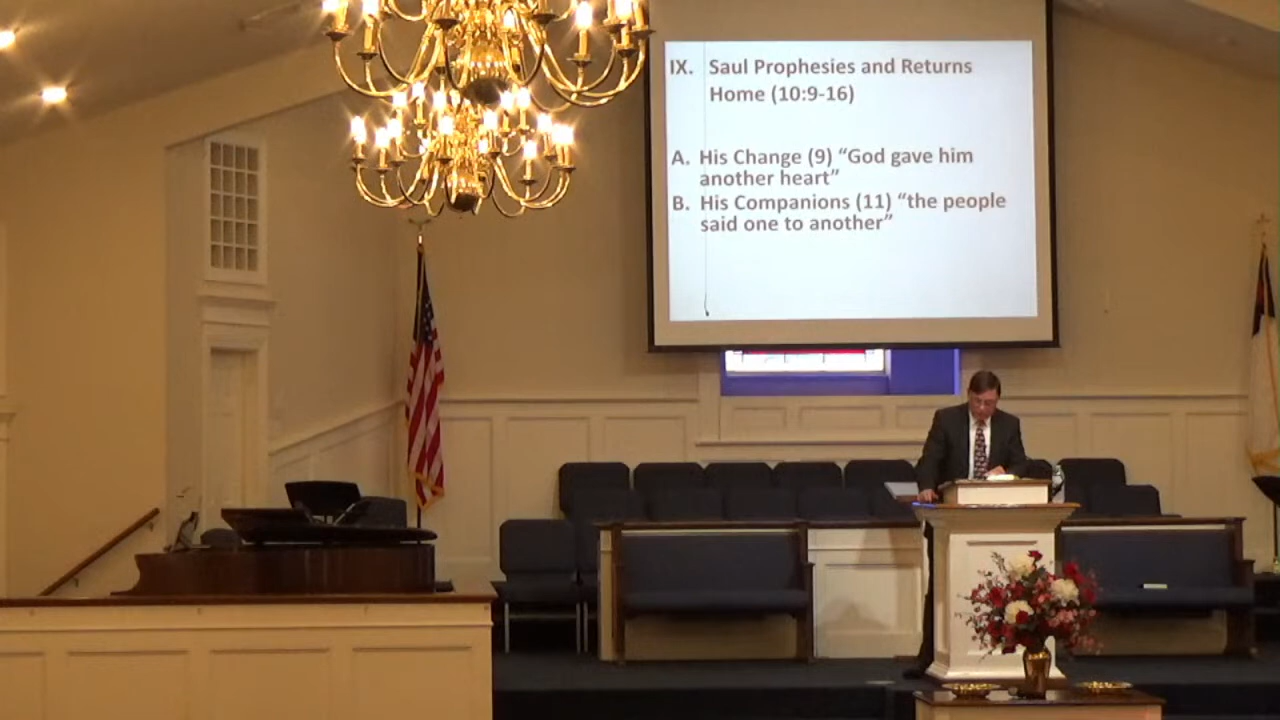 IX. Saul Prophesies and Returns
Home (10:9-16)
A. His Change (9) “God gave him
another heart”
B. His Companions (11) “the people
said one to another”